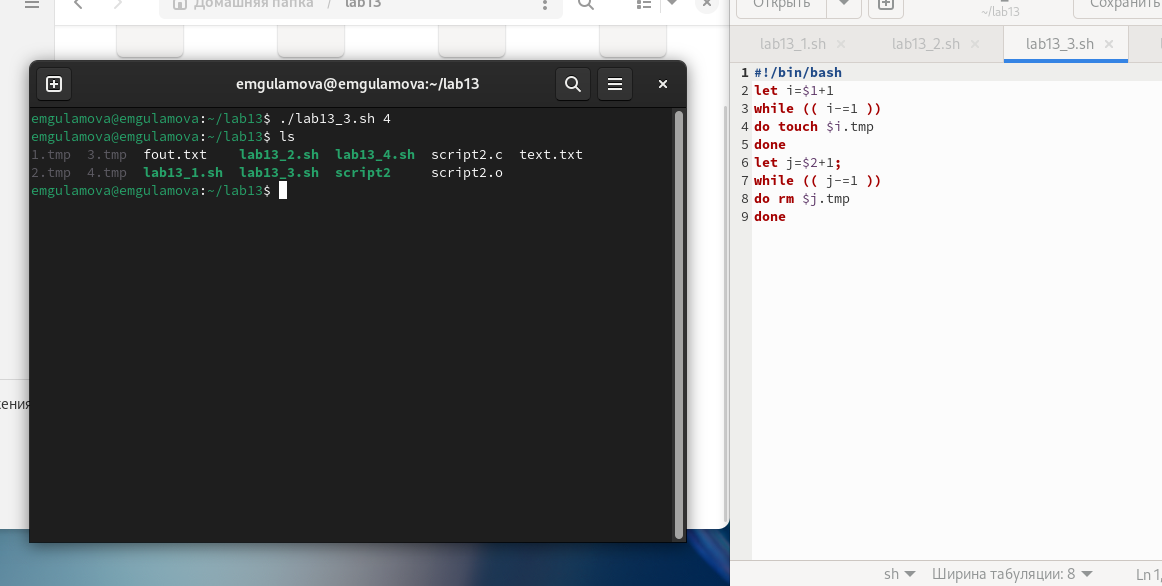 Домашняя папка / lab13
Открыть
~/lab13
Сохранить
lab13_1.sh
lab13_2.sh
lab13_3.sh
emgulamova@emgulamova:~/lab13
emgulamova@emgulamova:~/lab13$ ./lab13_3.sh 4
emgulamova@emgulamova:~/lab13$ ls
1.tmp 3.tmp fout.txt lab13_2.sh lab13_4.sh script2.c text.txt
2.tmp 4.tmp lab13_1.sh lab13_3.sh script2 script2.o
emgulamova@emgulamova:~/lab13$
1 #!/bin/bash
2 let i=$1+1
3 while (( i-=1 ))
4 do touch $i.tmp
5 done
6 let j=$2+1;
7 while (( j-=1 ))
8 do rm $j.tmp
9 done
sh
Ширина табуляции: 8
Ln 1